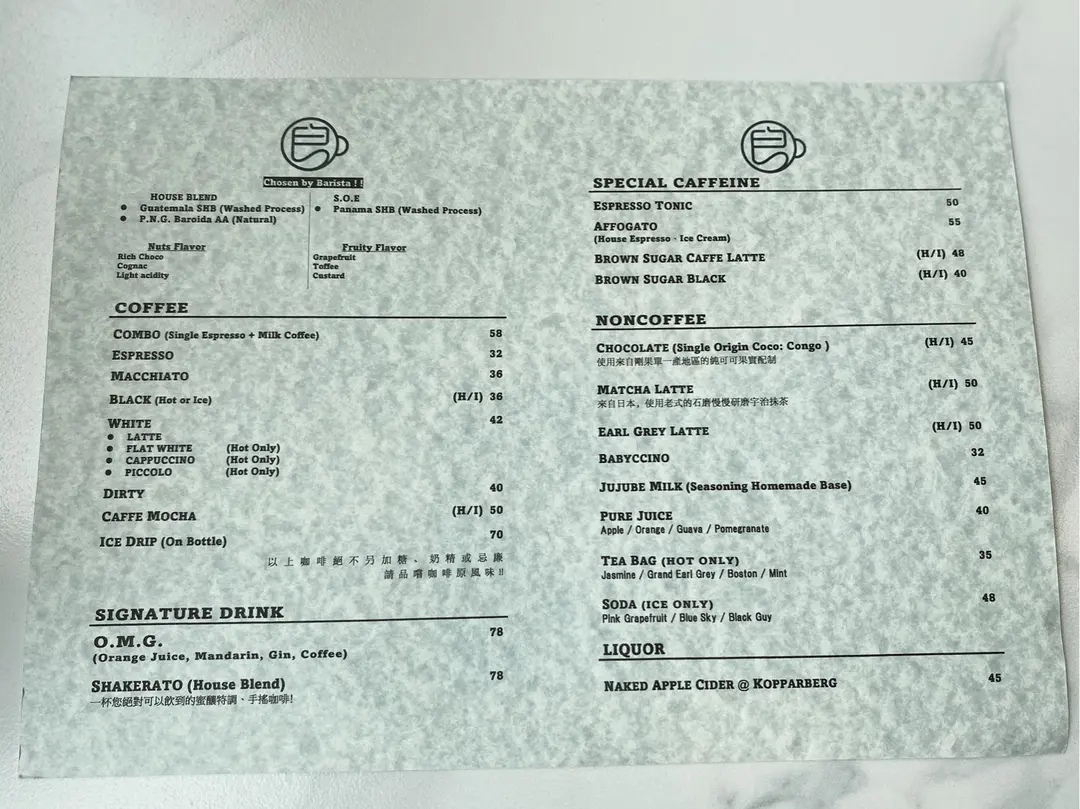 良
Chosen by Barista ! !
HOUSE BLEND
● Guatemala SHB (Washed Process)
● P.N.G. Baroida AA (Natural)
Nuts Flavor
Rich Choco
Cognac
Light acidity
S.O.E
● Panama SHB (Washed Process)
Fruity Flavor
Grapefruit
Toffee
Custard
COFFEE
COMBO (Single Espresso + Milk Coffee) 58
ESPRESSO 32
MACCHIATO 36
BLACK (Hot or Ice) (H/I) 36
WHITE 42
● LATTE
● FLAT WHITE (Hot Only)
● CAPPUCCINO (Hot Only)
● PICCOLO (Hot Only)
DIRTY 40
CAFFE MOCHA (H/I) 50
ICE DRIP (On Bottle) 70
以上咖啡絕不另加糖、奶精或忌廉
請品嚐咖啡原風味!!
SIGNATURE DRINK
O.M.G. 78
(Orange Juice, Mandarin, Gin, Coffee)
SHAKERATO (House Blend) 78
一杯您絕對可以飲到的蜜釀特調、手搖咖啡!
良
SPECIAL CAFFEINE
ESPRESSO TONIC 50
AFFOGATO 55
(House Espresso · Ice Cream)
BROWN SUGAR CAFFE LATTE (H/I) 48
BROWN SUGAR BLACK (H/I) 40
NONCOFFEE
CHOCOLATE (Single Origin Coco: Congo ) (H/I) 45
使用來自剛果單一產地區的純可可果實配制
MATCHA LATTE (H/I) 50
來自日本，使用老式的石磨慢慢研磨宇治抹茶
EARL GREY LATTE (H/I) 50
BABYCCINO 32
JUJUBE MILK (Seasoning Homemade Base) 45
PURE JUICE 40
Apple / Orange / Guava / Pomegranate
TEA BAG (HOT ONLY) 35
Jasmine / Grand Earl Grey / Boston / Mint
SODA (ICE ONLY) 48
Pink Grapefruit / Blue Sky / Black Guy
LIQUOR
NAKED APPLE CIDER @ KOPPARBERG 45